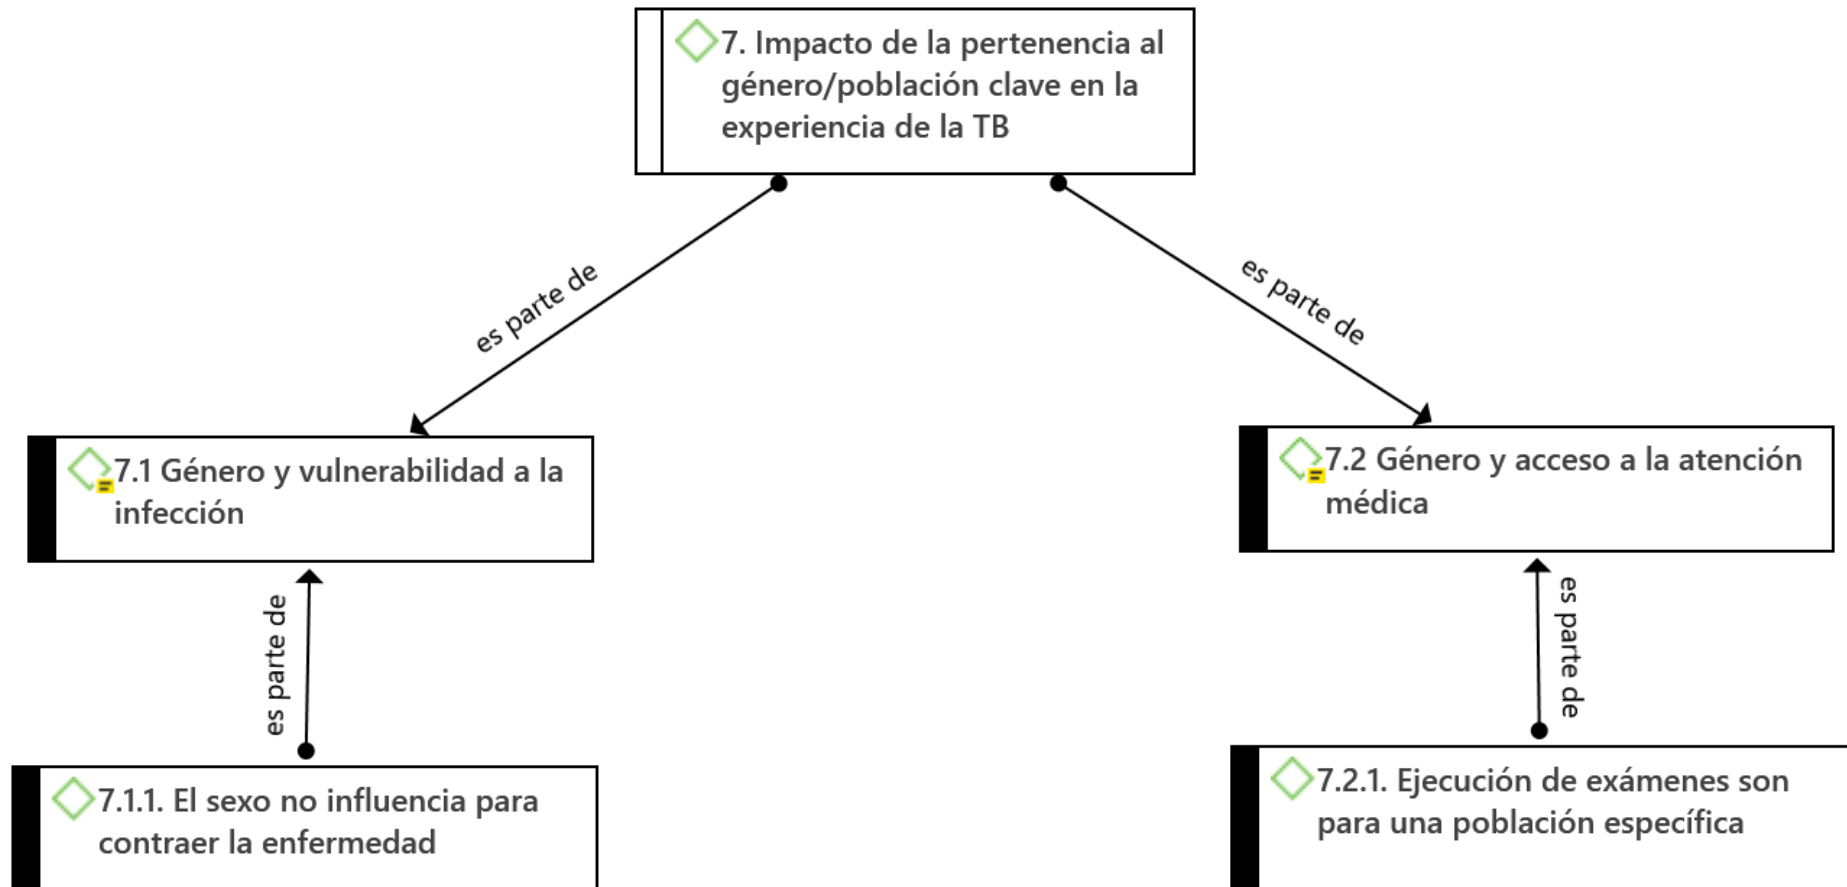 7. Impacto de la pertenencia al
género/población clave en la
experiencia de la TB
es parte de
es parte de
7.1 Género y vulnerabilidad a la
infección
7.2 Género y acceso a la atención
médica
es parte de
es parte de
7.1.1. El sexo no influencia para
contraer la enfermedad
7.2.1. Ejecución de exámenes son
para una población específica